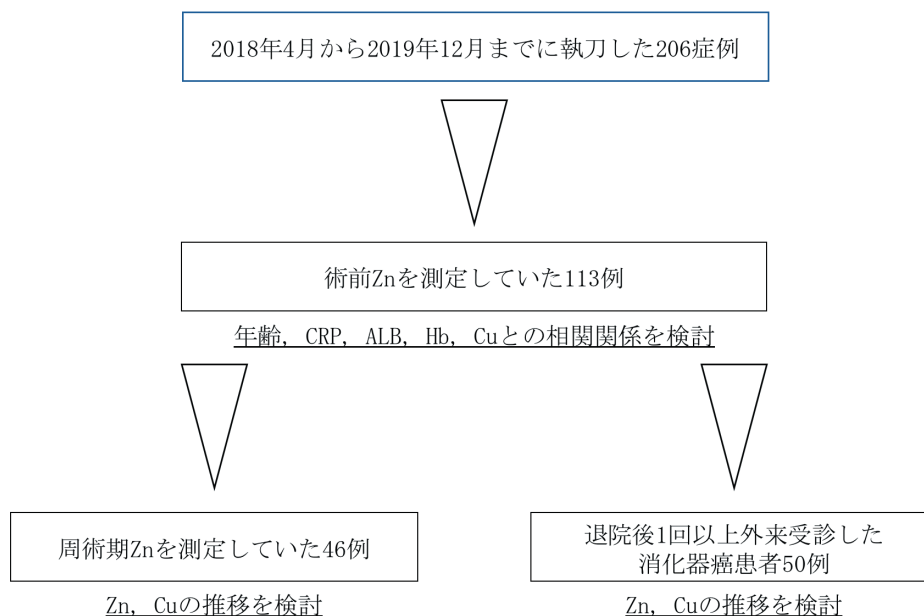 2018年4月から2019年12月までに執刀した206症例
術前Znを測定していた113例
年齢, CRP, ALB, Hb, Cuとの相関関係を検討
周術期Znを測定していた46例
Zn, Cuの推移を検討
退院後1回以上外来受診した
消化器癌患者50例
Zn, Cuの推移を検討